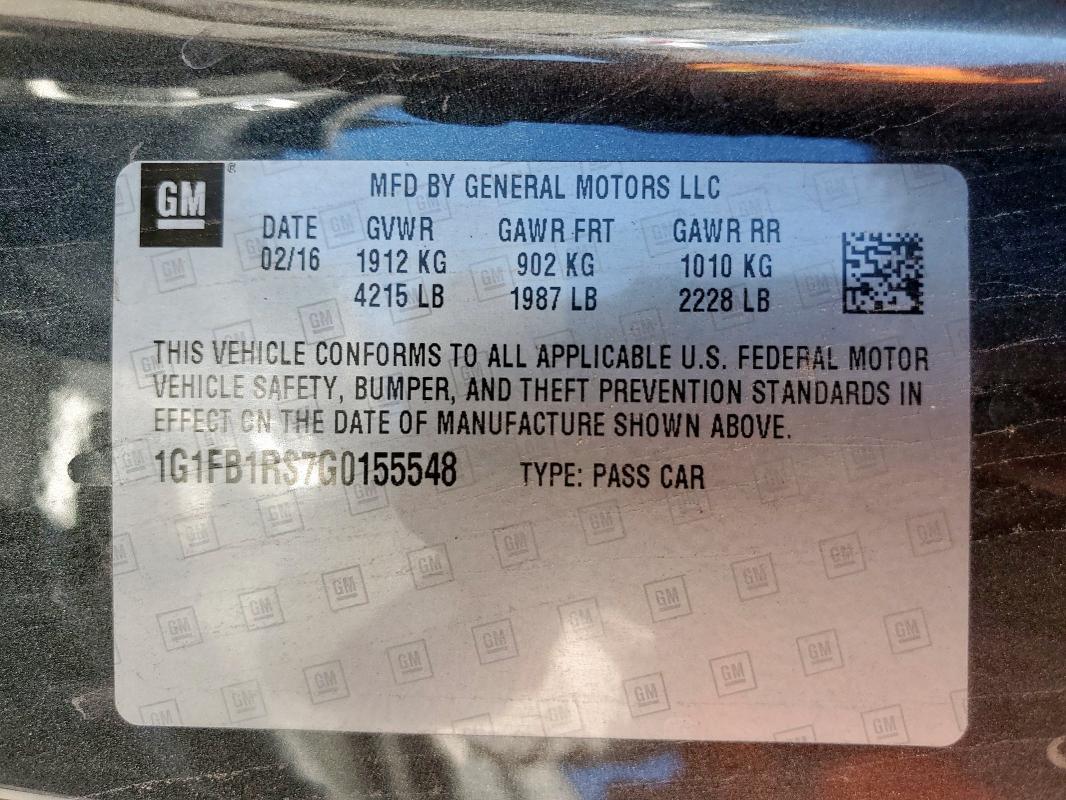 GM
MFD BY GENERAL MOTORS LLC
DATE GVWR GAWR FRT GAWR RR
02/16 1912 KG 902 KG 1010 KG
4215 LB 1987 LB 2228 LB
THIS VEHICLE CONFORMS TO ALL APPLICABLE U.S. FEDERAL MOTOR
VEHICLE SAFETY, BUMPER, AND THEFT PREVENTION STANDARDS IN
EFFECT ON THE DATE OF MANUFACTURE SHOWN ABOVE.
1G1FB1RS7G0155548 TYPE: PASS CAR